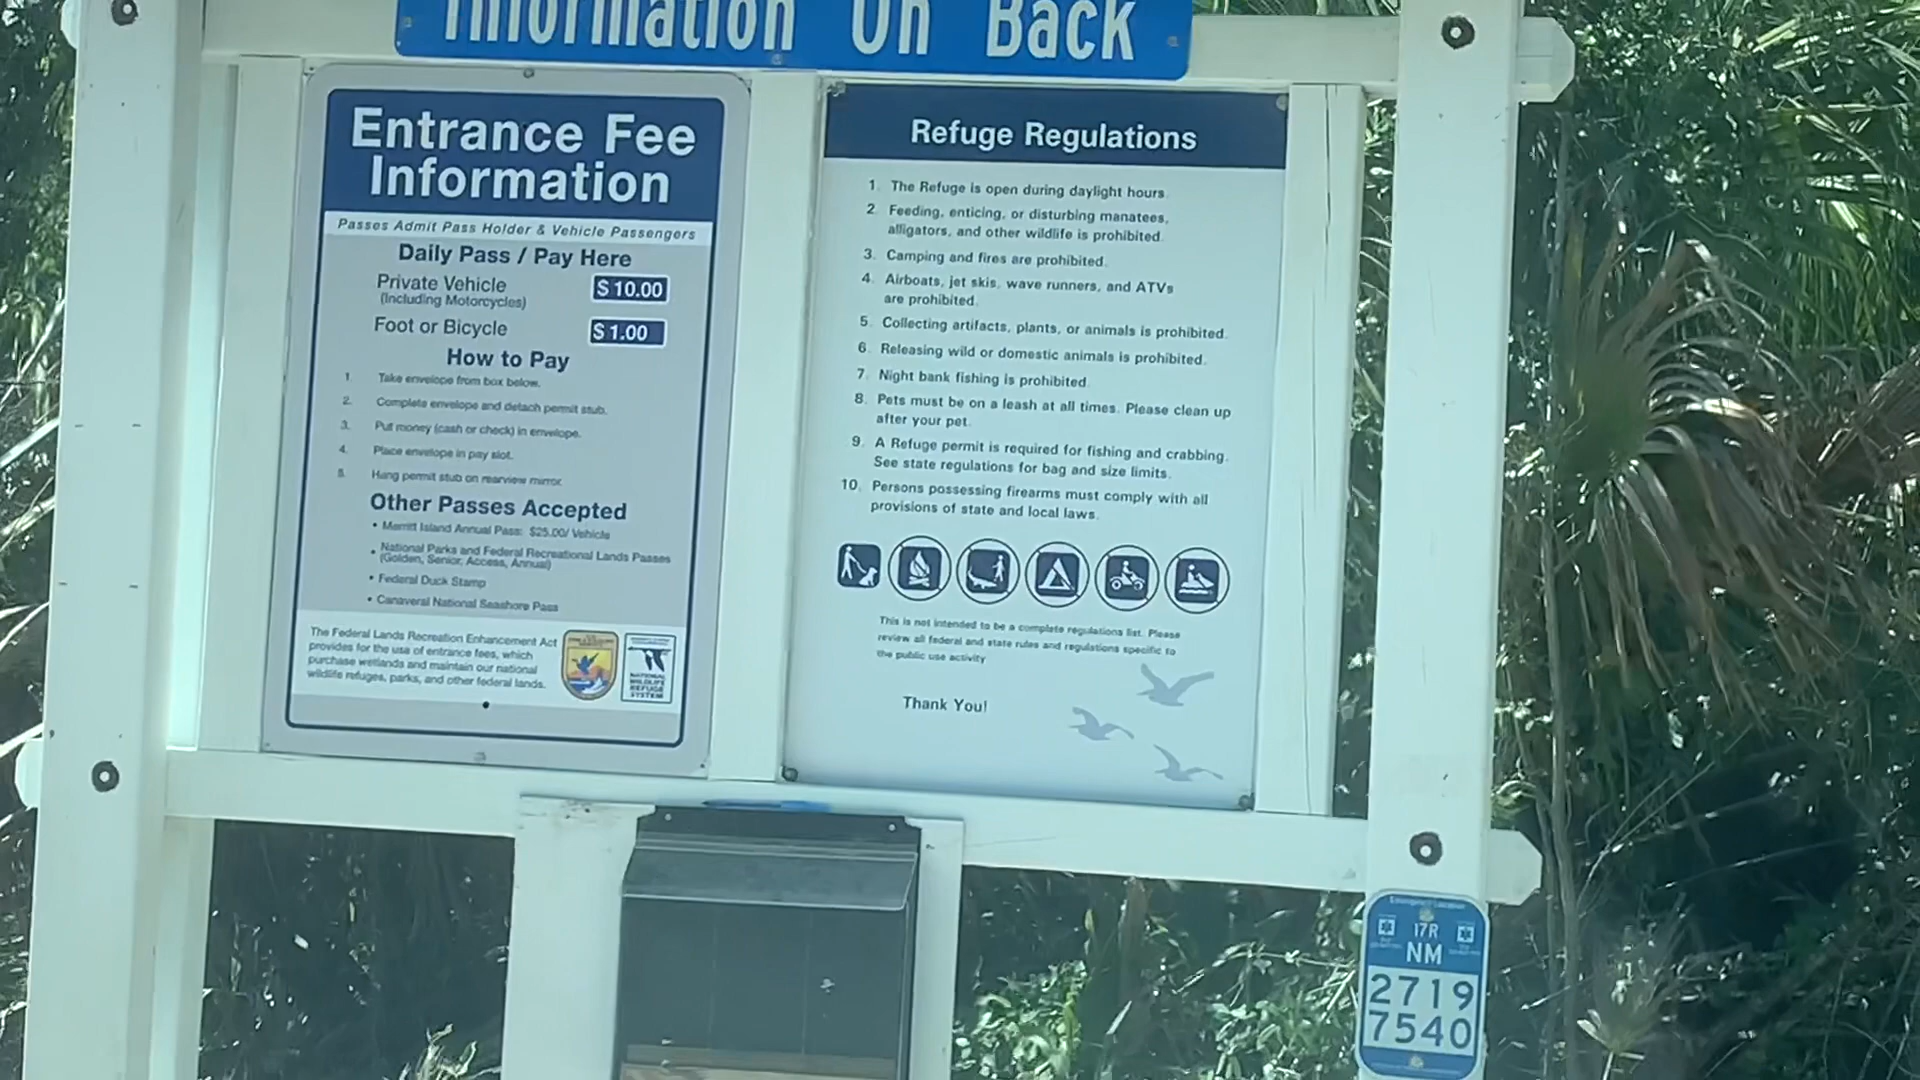 Information On Back
Entrance Fee
Information
Passes Admit Pass Holder & Vehicle Passengers
Daily Pass / Pay Here
Private Vehicle
(Including Motorcycles)
$ 10.00
Foot or Bicycle
$ 1.00
How to Pay
1. Take envelope from box below.
2. Complete envelope and detach permit stub.
3. Put money (cash or check) in envelope.
4. Place envelope in pay slot.
5. Hang permit stub on rearview mirror.
Other Passes Accepted
• Merritt Island Annual Pass: $25.00/ Vehicle
• National Parks and Federal Recreational Lands Passes
(Golden, Senior, Access, Annual)
• Federal Duck Stamp
• Canaveral National Seashore Pass
The Federal Lands Recreation Enhancement Act
provides for the use of entrance fees, which
purchase wetlands and maintain our national
wildlife refuges, parks, and other federal lands.
NATIONAL
WILDLIFE
REFUGE
SYSTEM
Refuge Regulations
1. The Refuge is open during daylight hours.
2. Feeding, enticing, or disturbing manatees,
alligators, and other wildlife is prohibited.
3. Camping and fires are prohibited.
4. Airboats, jet skis, wave runners, and ATVs
are prohibited.
5. Collecting artifacts, plants, or animals is prohibited.
6. Releasing wild or domestic animals is prohibited.
7. Night bank fishing is prohibited.
8. Pets must be on a leash at all times. Please clean up
after your pet.
9. A Refuge permit is required for fishing and crabbing.
See state regulations for bag and size limits.
10. Persons possessing firearms must comply with all
provisions of state and local laws.
This is not intended to be a complete regulations list. Please
review all federal and state rules and regulations specific to
the public use activity
Thank You!
Emergency Location
17R
NM
2719
7540